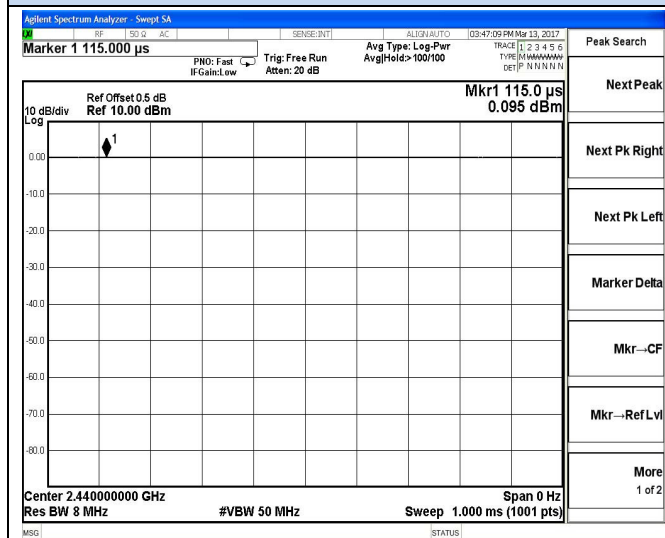 Agilent Spectrum Analyzer - Swept SA
RF 50 Ω AC SENSE:INT ALIGNAUTO 03:47:09 PM Mar 13, 2017
Marker 1 115.000 µs
PNO: Fast
IFGain:Low
Trig: Free Run
Atten: 20 dB
Avg Type: Log-Pwr
Avg|Hold:>100/100
TRACE 1 2 3 4 5 6
TYPE M WWWWW
DET P N N N N N
Peak Search
Next Peak
Next Pk Right
Next Pk Left
Marker Delta
Mkr→CF
Mkr→Ref Lvl
More
1 of 2
Mkr1 115.0 µs
0.095 dBm
Ref Offset 0.5 dB
10 dB/div Ref 10.00 dBm
Log
1
0.00
-10.0
-20.0
-30.0
-40.0
-50.0
-60.0
-70.0
-80.0
Center 2.440000000 GHz Span 0 Hz
Res BW 8 MHz #VBW 50 MHz Sweep 1.000 ms (1001 pts)
MSG STATUS